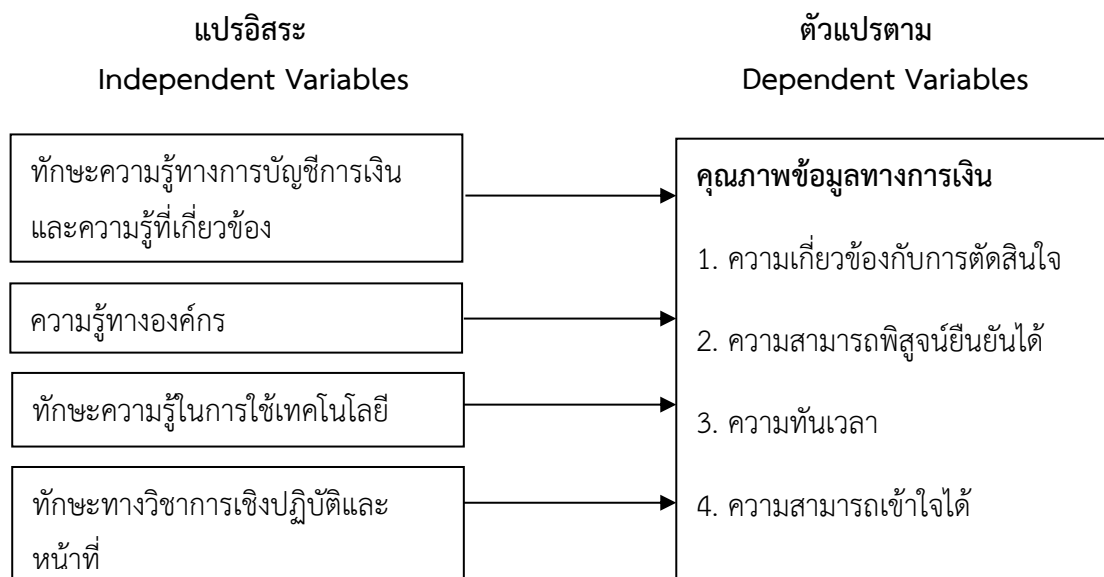 แปรอิสระ
Independent Variables
ทักษะความรู้ทางการบัญชีการเงิน
และความรู้ที่เกี่ยวข้อง
ความรู้ทางองค์กร
ทักษะความรู้ในการใช้เทคโนโลยี
ทักษะทางวิชาการเชิงปฏิบัติและ
หน้าที่
ตัวแปรตาม
Dependent Variables
คุณภาพข้อมูลทางการเงิน
1. ความเกี่ยวข้องกับการตัดสินใจ
2. ความสามารถพิสูจน์ยืนยันได้
3. ความทันเวลา
4. ความสามารถเข้าใจได้